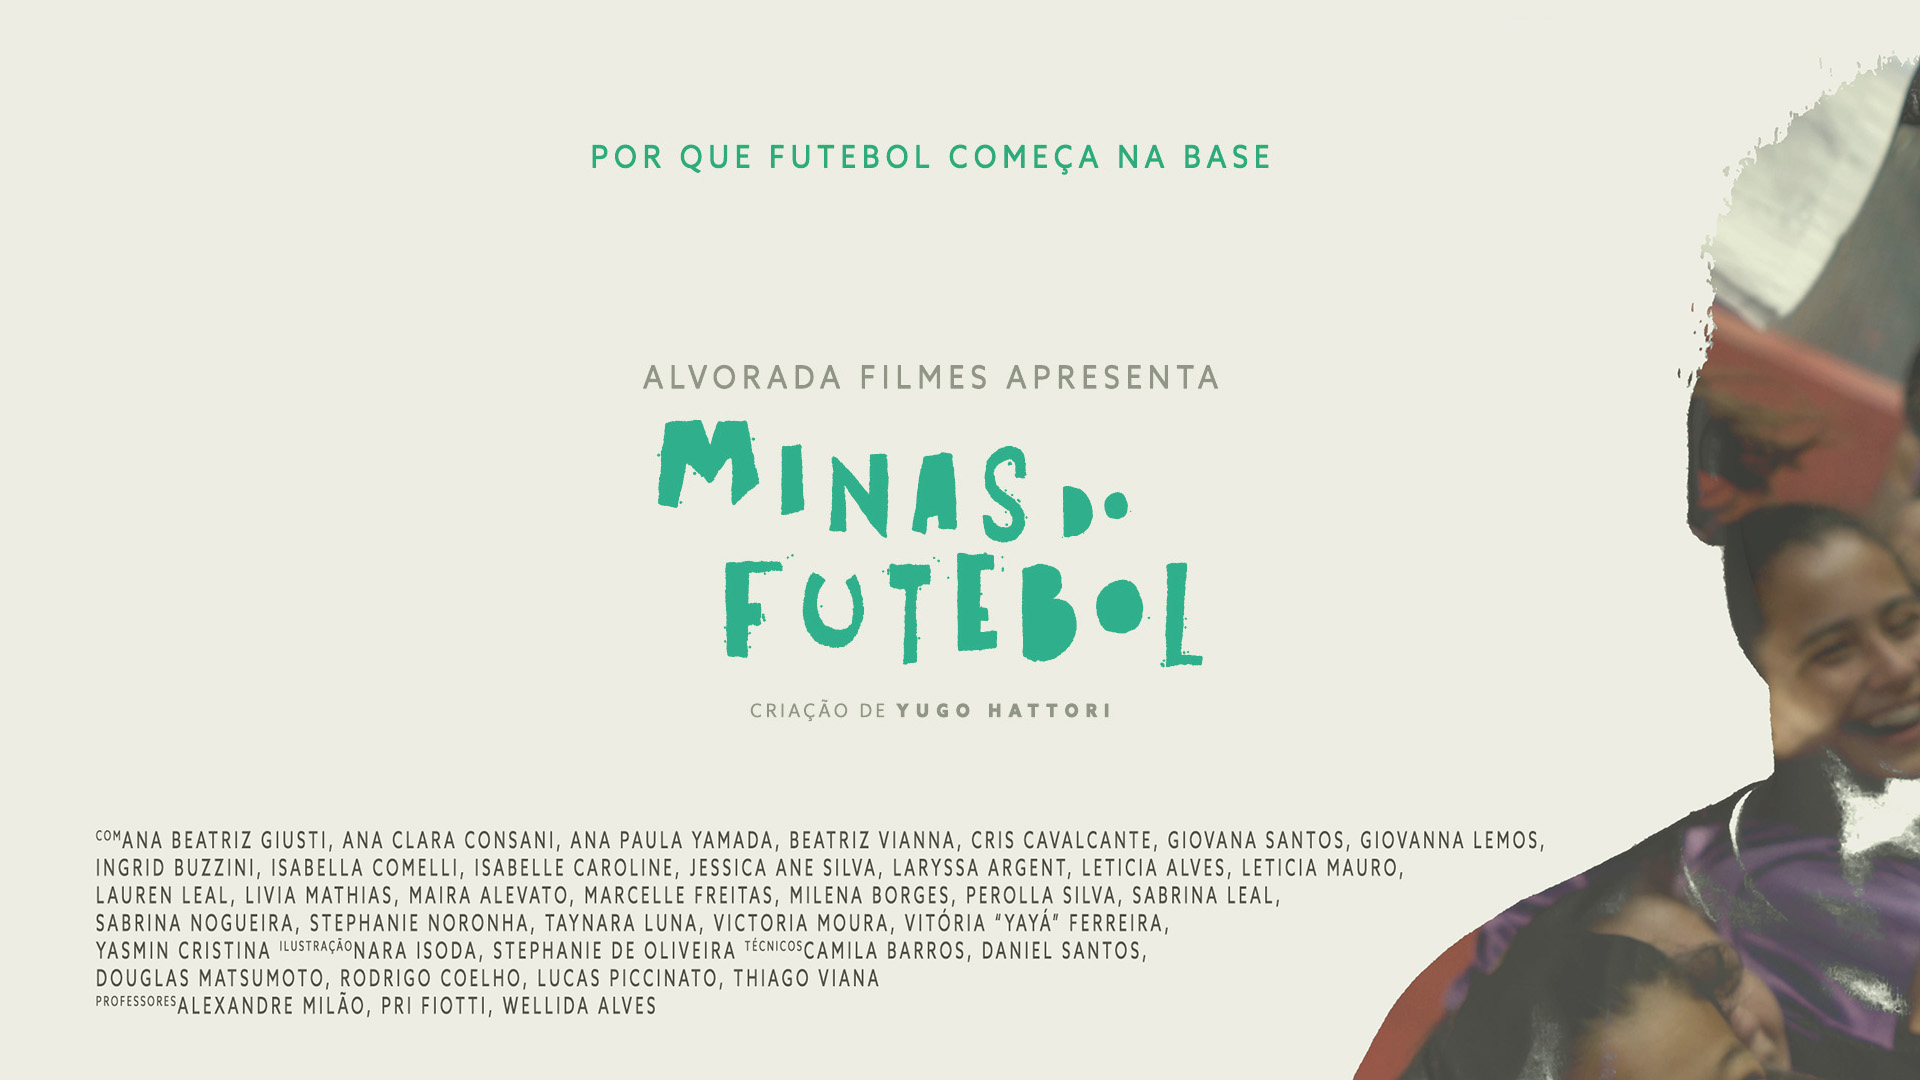 POR QUE FUTEBOL COMEÇA NA BASE
ALVORADA FILMES APRESENTA
MINAS DO
FUTEBOL
CRIAÇÃO DE YUGO HATTORI
COM ANA BEATRIZ GIUSTI, ANA CLARA CONSANI, ANA PAULA YAMADA, BEATRIZ VIANNA, CRIS CAVALCANTE, GIOVANA SANTOS, GIOVANNA LEMOS,
INGRID BUZZINI, ISABELLA COMELLI, ISABELLE CAROLINE, JESSICA ANE SILVA, LARYSSA ARGENT, LETICIA ALVES, LETICIA MAURO,
LAUREN LEAL, LIVIA MATHIAS, MAIRA ALEVATO, MARCELLE FREITAS, MILENA BORGES, PEROLLA SILVA, SABRINA LEAL,
SABRINA NOGUEIRA, STEPHANIE NORONHA, TAYNARA LUNA, VICTORIA MOURA, VITÓRIA “YAYÁ” FERREIRA,
YASMIN CRISTINA ILUSTRAÇÃO NARA ISODA, STEPHANIE DE OLIVEIRA TÉCNICOS CAMILA BARROS, DANIEL SANTOS,
DOUGLAS MATSUMOTO, RODRIGO COELHO, LUCAS PICCINATO, THIAGO VIANA
PROFESSORES ALEXANDRE MILÃO, PRI FIOTTI, WELLIDA ALVES